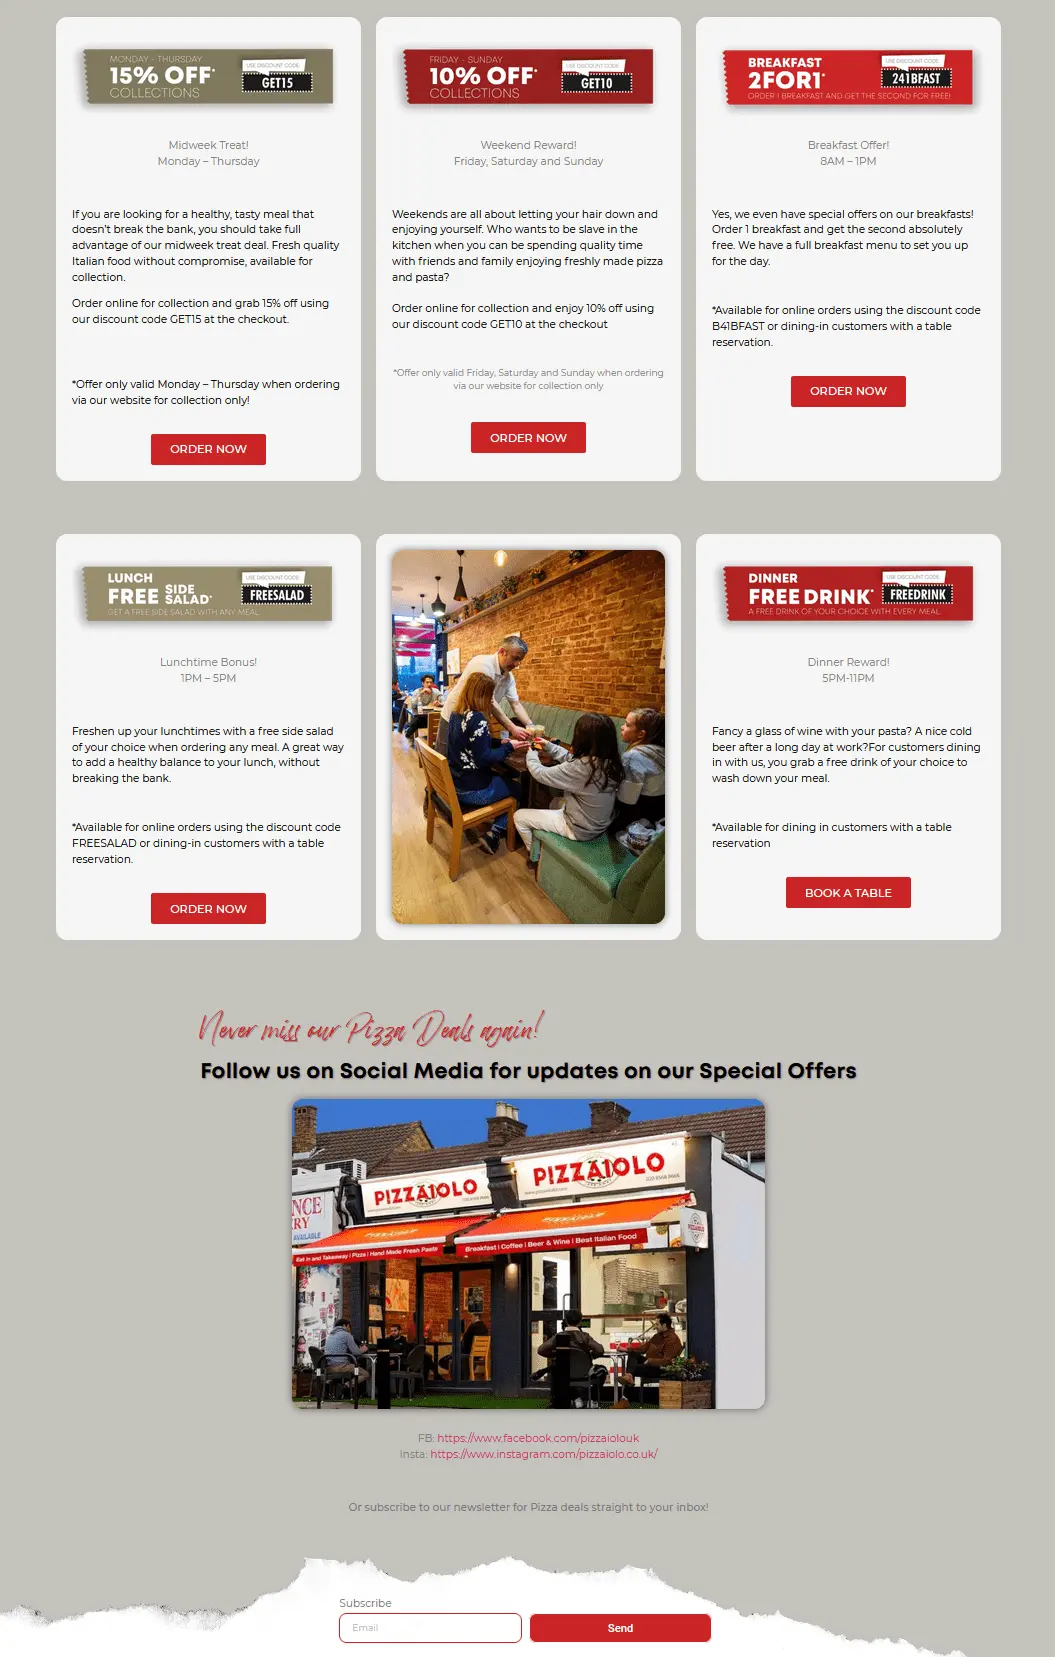 MONDAY - THURSDAY
15% OFF*
COLLECTIONS
USE DISCOUNT CODE
GET15
Midweek Treat!
Monday – Thursday
If you are looking for a healthy, tasty meal that
doesn't break the bank, you should take full
advantage of our midweek treat deal. Fresh quality
Italian food without compromise, available for
collection.
Order online for collection and grab 15% off using
our discount code GET15 at the checkout.
*Offer only valid Monday – Thursday when ordering
via our website for collection only!
ORDER NOW
FRIDAY - SUNDAY
10% OFF*
COLLECTIONS
USE DISCOUNT CODE
GET10
Weekend Reward!
Friday, Saturday and Sunday
Weekends are all about letting your hair down and
enjoying yourself. Who wants to be slave in the
kitchen when you can be spending quality time
with friends and family enjoying freshly made pizza
and pasta?
Order online for collection and enjoy 10% off using
our discount code GET10 at the checkout
*Offer only valid Friday, Saturday and Sunday when ordering
via our website for collection only
ORDER NOW
BREAKFAST
2FOR1*
ORDER 1 BREAKFAST AND GET THE SECOND FOR FREE!
USE DISCOUNT CODE
241BFAST
Breakfast Offer!
8AM – 1PM
Yes, we even have special offers on our breakfasts!
Order 1 breakfast and get the second absolutely
free. We have a full breakfast menu to set you up
for the day.
*Available for online orders using the discount code
B41BFAST or dining-in customers with a table
reservation.
ORDER NOW
LUNCH
FREE SIDE SALAD*
GET A FREE SIDE SALAD WITH ANY MEAL
USE DISCOUNT CODE
FREESALAD
Lunchtime Bonus!
1PM – 5PM
Freshen up your lunchtimes with a free side salad
of your choice when ordering any meal. A great way
to add a healthy balance to your lunch, without
breaking the bank.
*Available for online orders using the discount code
FREESALAD or dining-in customers with a table
reservation.
ORDER NOW
DINNER
FREE DRINK*
A FREE DRINK OF YOUR CHOICE WITH EVERY MEAL
USE DISCOUNT CODE
FREEDRINK
Dinner Reward!
5PM-11PM
Fancy a glass of wine with your pasta? A nice cold
beer after a long day at work?For customers dining
in with us, you grab a free drink of your choice to
wash down your meal.
*Available for dining in customers with a table
reservation
BOOK A TABLE
Never miss our Pizza Deals again!
Follow us on Social Media for updates on our Special Offers
PIZZAIOLO
PIZZAIOLO
NCE
RY
AVAILABLE
Eat in and Takeaway | Pizza | Hand Made Fresh Pasta
Breakfast | Coffee | Beer & Wine | Best Italian Food
PIZZAIOLO
FB: https://www.facebook.com/pizzaiolouk
Insta: https://www.instagram.com/pizzaiolo.co.uk/
Or subscribe to our newsletter for Pizza deals straight to your inbox!
Subscribe
Email
Send